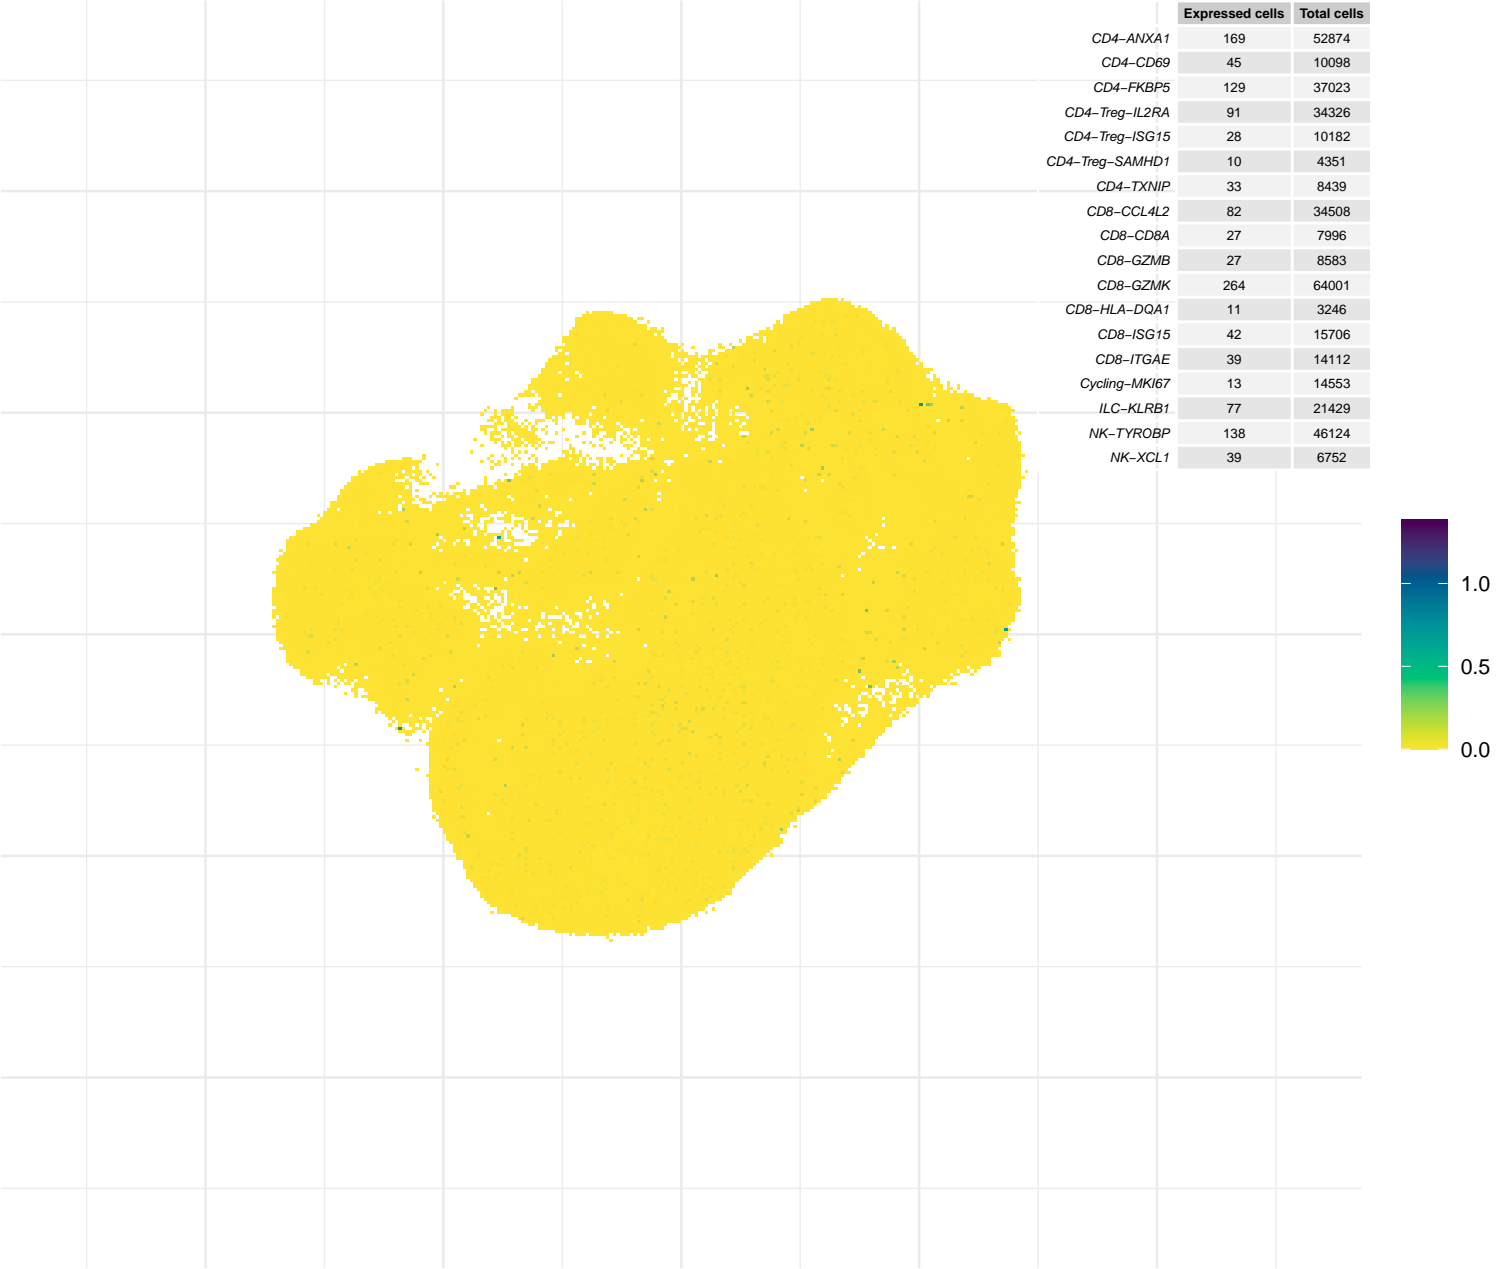 Expressed cells Total cells
CD4−ANXA1 169 52874
CD4−CD69 45 10098
CD4−FKBP5 129 37023
CD4−Treg−IL2RA 91 34326
CD4−Treg−ISG15 28 10182
CD4−Treg−SAMHD1 10 4351
CD4−TXNIP 33 8439
CD8−CCL4L2 82 34508
CD8−CD8A 27 7996
CD8−GZMB 27 8583
CD8−GZMK 264 64001
CD8−HLA−DQA1 11 3246
CD8−ISG15 42 15706
CD8−ITGAE 39 14112
Cycling−MKI67 13 14553
ILC−KLRB1 77 21429
NK−TYROBP 138 46124
NK−XCL1 39 6752
1.0
0.5
0.0